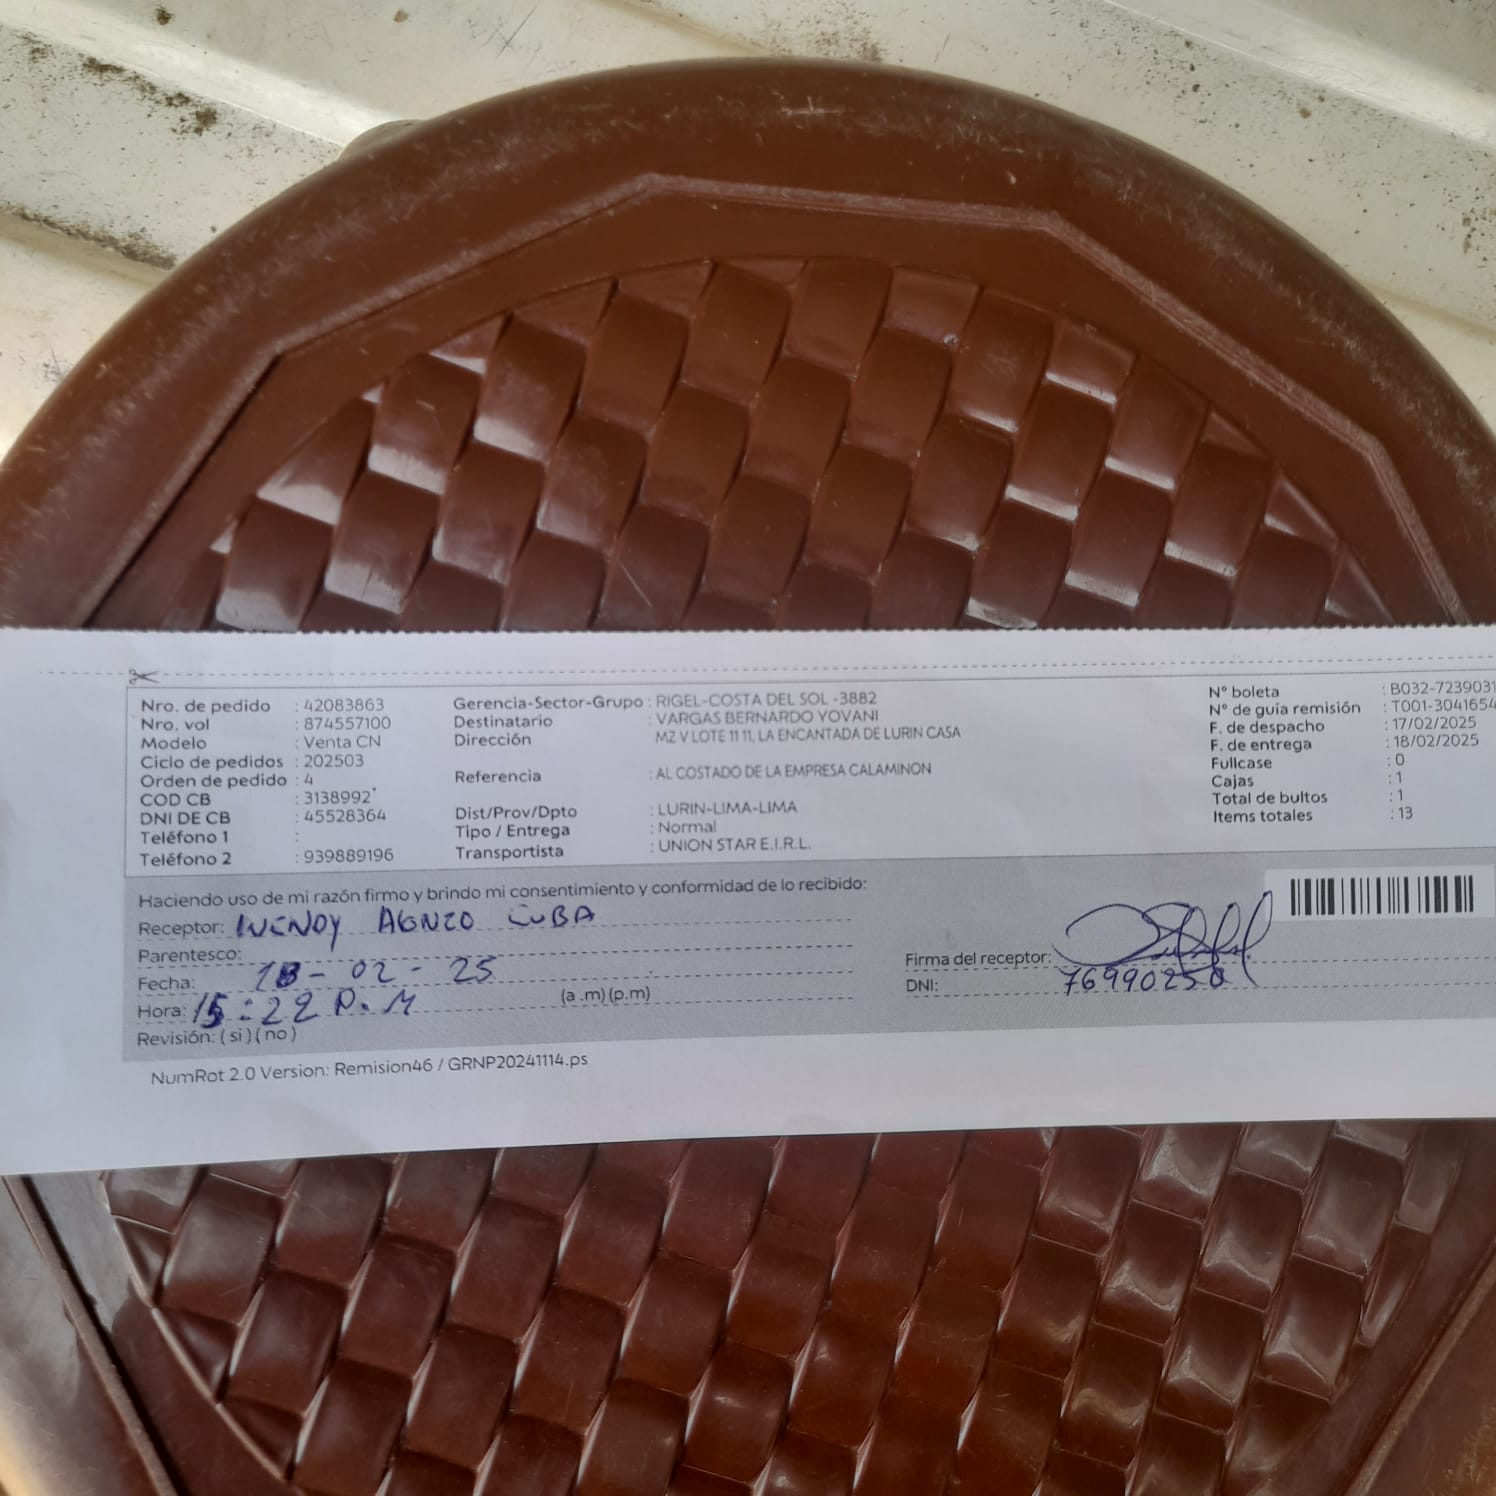 Nro. de pedido : 42083863
Nro. vol : 874557100
Modelo : Venta CN
Ciclo de pedidos : 202503
Orden de pedido : 4
COD CB : 3138992
DNI DE CB : 45528364
Teléfono 1 :
Teléfono 2 : 939889196
Gerencia-Sector-Grupo : RIGEL-COSTA DEL SOL -3882
Destinatario : VARGAS BERNARDO YOVANI
Dirección MZ V LOTE 11 11, LA ENCANTADA DE LURIN CASA
Referencia : AL COSTADO DE LA EMPRESA CALAMINON
Dist/Prov/Dpto : LURIN-LIMA-LIMA
Tipo / Entrega : Normal
Transportista : UNION STAR E.I.R.L.
N° boleta : B032-7239031
N° de guía remisión : T001-3041654
F. de despacho : 17/02/2025
F. de entrega : 18/02/2025
Fullcase : 0
Cajas : 1
Total de bultos : 1
Items totales : 13
Haciendo uso de mi razón firmo y brindo mi consentimiento y conformidad de lo recibido:
Receptor: WENDY CUBA
Parentesco:
Fecha: 18-02-25
Hora: 15:22 P.M (a.m)(p.m)
Revisión: (si)(no)
Firma del receptor:
DNI: 76990250
NumRot 2.0 Version: Remision46 / GRNP20241114.ps